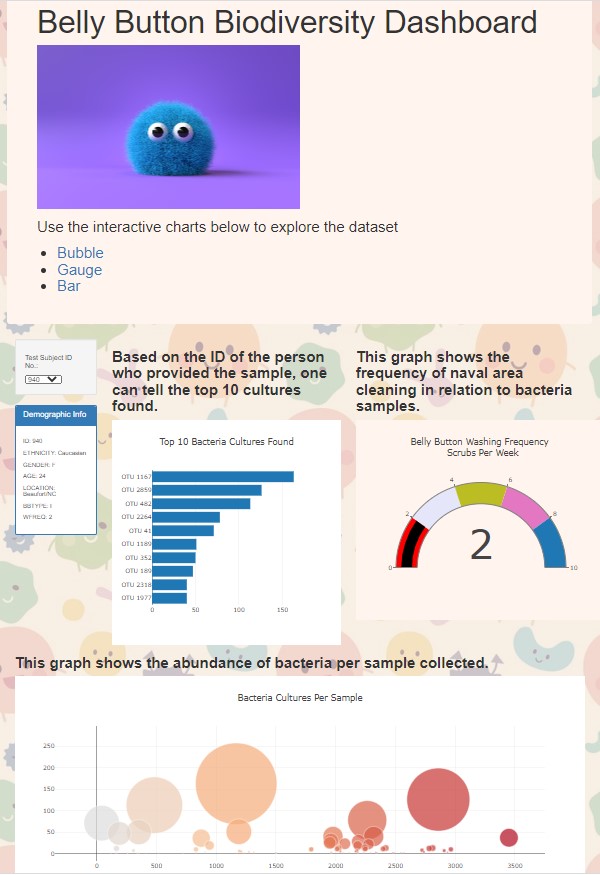 Belly Button Biodiversity Dashboard
Use the interactive charts below to explore the dataset
Bubble
Gauge
Bar
Test Subject ID
No.:
940
Demographic Info
ID: 940
ETHNICITY: Caucasian
GENDER: F
AGE: 24
LOCATION:
Beaufort/NC
BBTYPE: I
WFREQ: 2
Based on the ID of the person
who provided the sample, one
can tell the top 10 cultures
found.
Top 10 Bacteria Cultures Found
OTU 1167
OTU 2859
OTU 482
OTU 2264
OTU 41
OTU 1189
OTU 352
OTU 189
OTU 2318
OTU 1977
0 50 100 150
This graph shows the
frequency of naval area
cleaning in relation to bacteria
samples.
Belly Button Washing Frequency
Scrubs Per Week
0 2 4 6 8 10
2
This graph shows the abundance of bacteria per sample collected.
Bacteria Cultures Per Sample
250
200
150
100
50
0
0 500 1000 1500 2000 2500 3000 3500